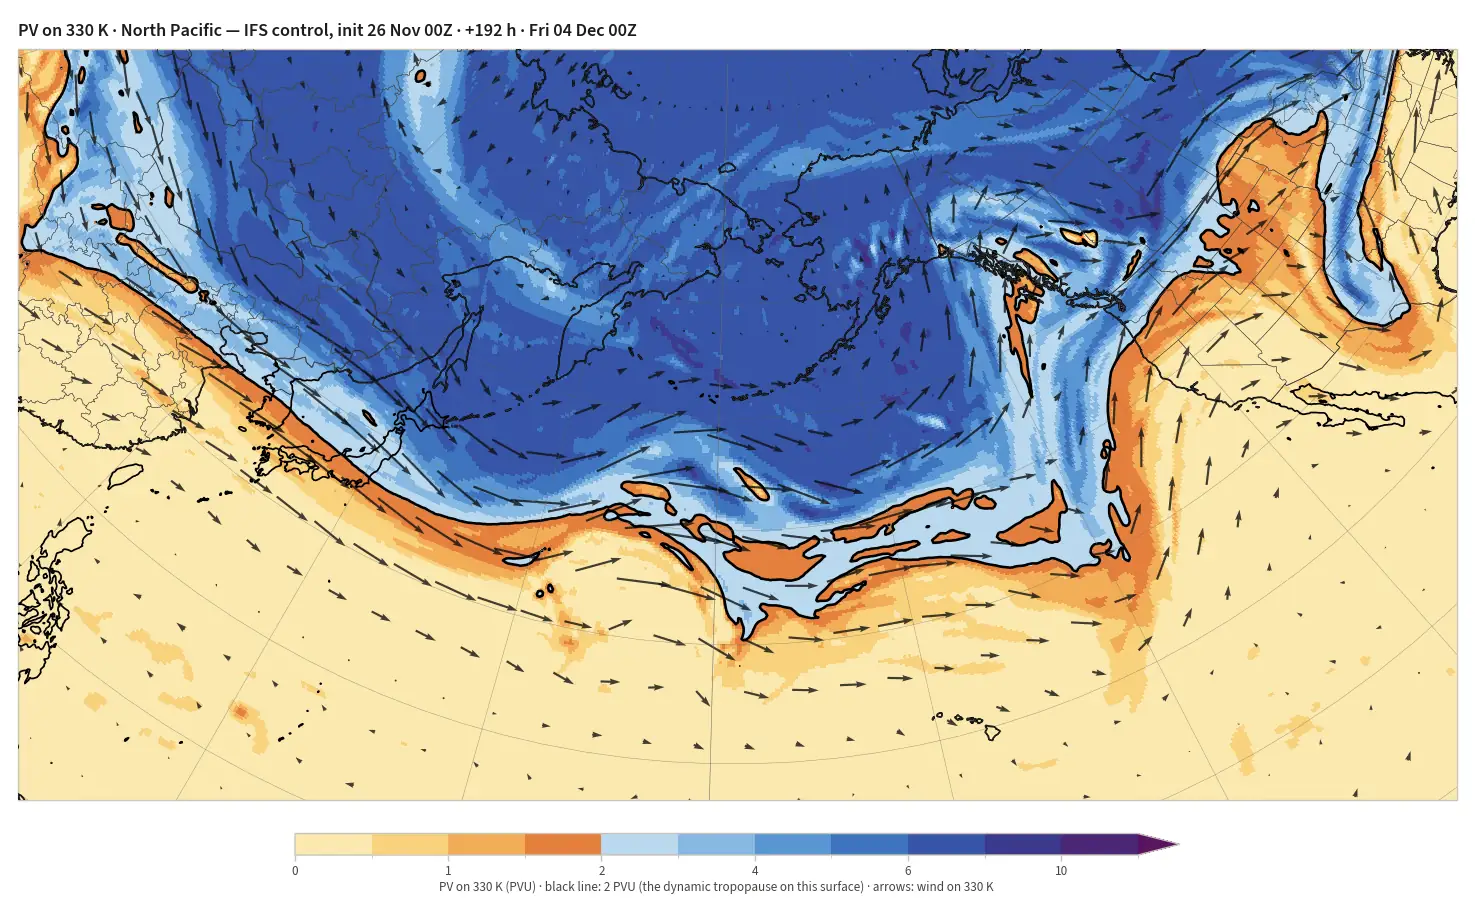 PV on 330 K · North Pacific — IFS control, init 26 Nov 00Z · +192 h · Fri 04 Dec 00Z
0 1 2 4 6 10
PV on 330 K (PVU) · black line: 2 PVU (the dynamic tropopause on this surface) · arrows: wind on 330 K